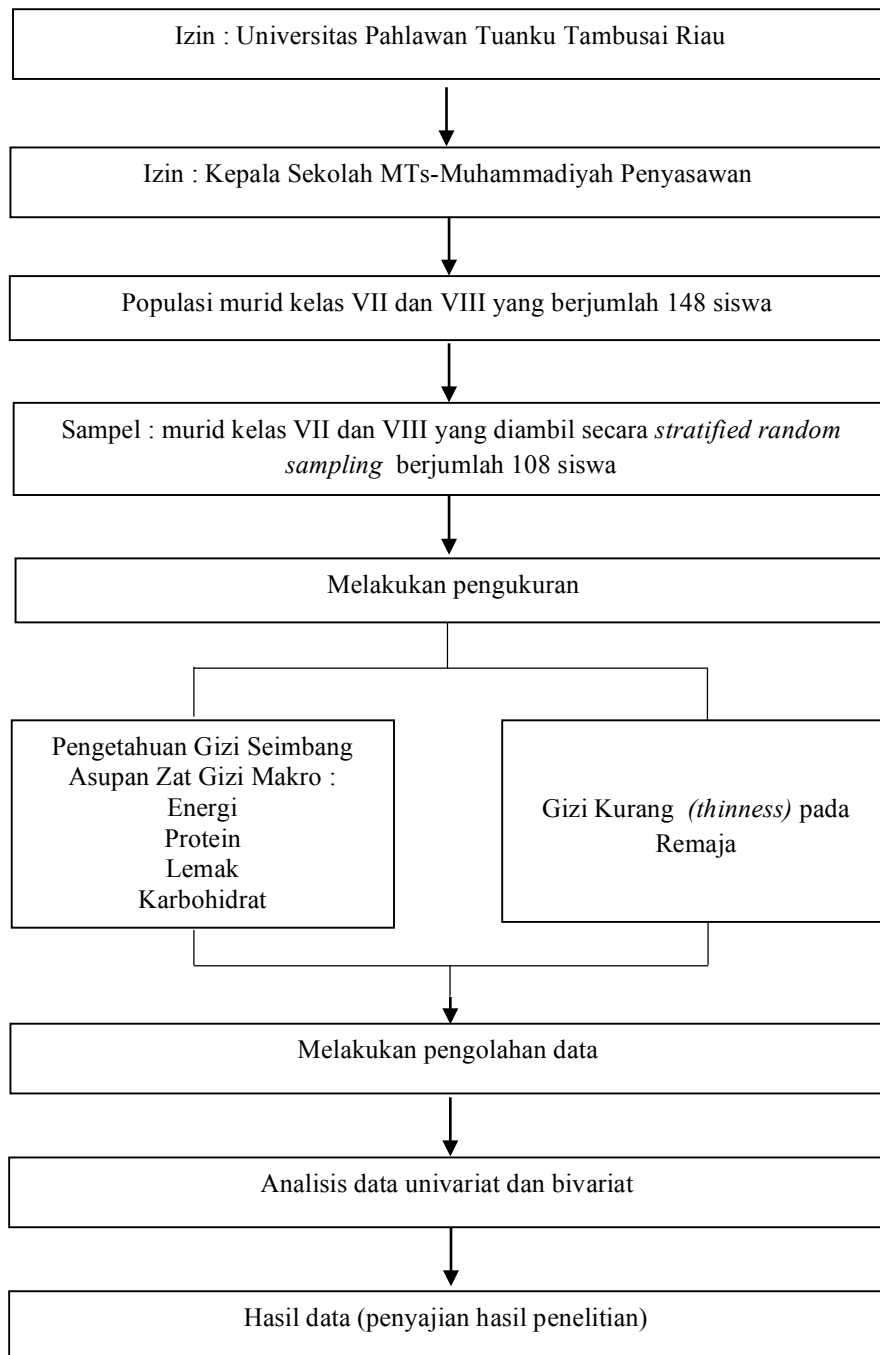 Izin : Universitas Pahlawan Tuanku Tambusai Riau
Izin : Kepala Sekolah MTs-Muhammadiyah Penyasawan
Populasi murid kelas VII dan VIII yang berjumlah 148 siswa
Sampel : murid kelas VII dan VIII yang diambil secara stratified random
sampling berjumlah 108 siswa
Melakukan pengukuran
Pengetahuan Gizi Seimbang
Asupan Zat Gizi Makro :
Energi
Protein
Lemak
Karbohidrat
Gizi Kurang (thinness) pada
Remaja
Melakukan pengolahan data
Analisis data univariat dan bivariat
Hasil data (penyajian hasil penelitian)